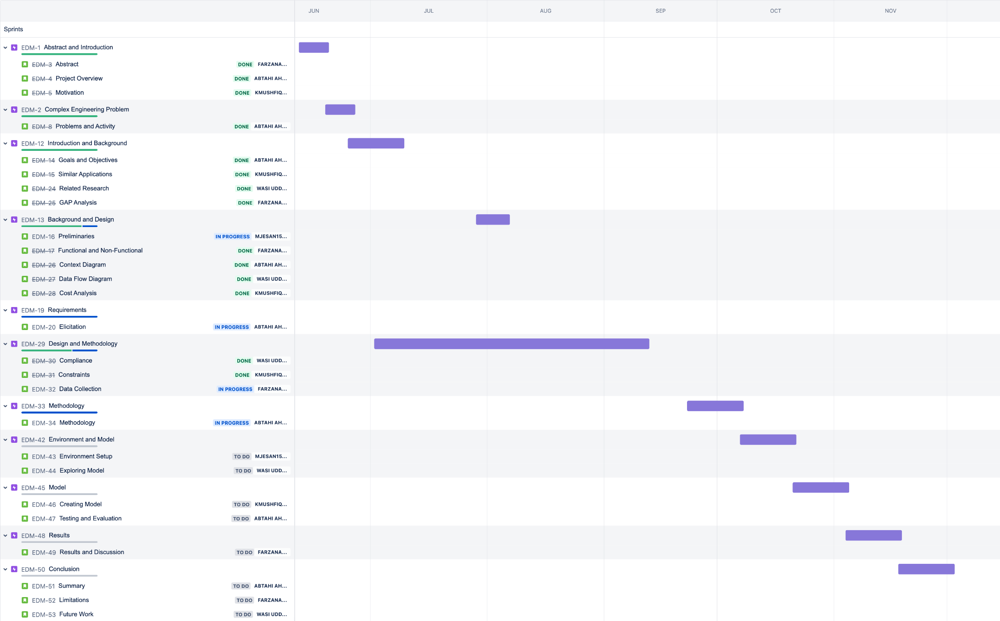 JUN JUL AUG SEP OCT NOV
Sprints
EDM-1 Abstract and Introduction
EDM-3 Abstract DONE FARZANA...
EDM-4 Project Overview DONE ABTAHI AH...
EDM-5 Motivation DONE KMUSHFIQ...
EDM-2 Complex Engineering Problem
EDM-8 Problems and Activity DONE ABTAHI AH...
EDM-12 Introduction and Background
EDM-14 Goals and Objectives DONE ABTAHI AH...
EDM-15 Similar Applications DONE KMUSHFIQ...
EDM-24 Related Research DONE WASI UDD...
EDM-25 GAP Analysis DONE FARZANA...
EDM-13 Background and Design
EDM-16 Preliminaries IN PROGRESS MJESAN15...
EDM-17 Functional and Non-Functional DONE FARZANA...
EDM-26 Context Diagram DONE ABTAHI AH...
EDM-27 Data Flow Diagram DONE WASI UDD...
EDM-28 Cost Analysis DONE KMUSHFIQ...
EDM-19 Requirements
EDM-20 Elicitation IN PROGRESS ABTAHI AH...
EDM-29 Design and Methodology
EDM-30 Compliance DONE WASI UDD...
EDM-31 Constraints DONE KMUSHFIQ...
EDM-32 Data Collection IN PROGRESS FARZANA...
EDM-33 Methodology
EDM-34 Methodology IN PROGRESS ABTAHI AH...
EDM-42 Environment and Model
EDM-43 Environment Setup TO DO MJESAN15...
EDM-44 Exploring Model TO DO WASI UDD...
EDM-45 Model
EDM-46 Creating Model TO DO KMUSHFIQ...
EDM-47 Testing and Evaluation TO DO ABTAHI AH...
EDM-48 Results
EDM-49 Results and Discussion TO DO FARZANA...
EDM-50 Conclusion
EDM-51 Summary TO DO ABTAHI AH...
EDM-52 Limitations TO DO FARZANA...
EDM-53 Future Work TO DO WASI UDD...